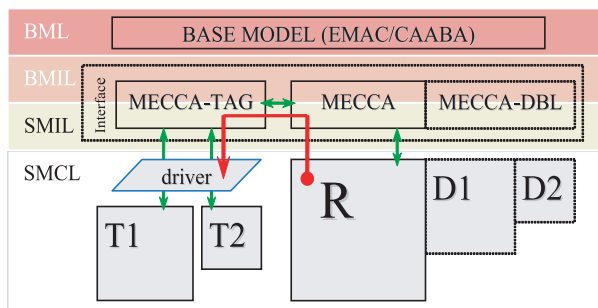 BML
BASE MODEL (EMAC/CAABA)
BMIL
Interface
MECCA-TAG
MECCA
MECCA-DBL
SMIL
SMCL
driver
R
D1
D2
T1
T2